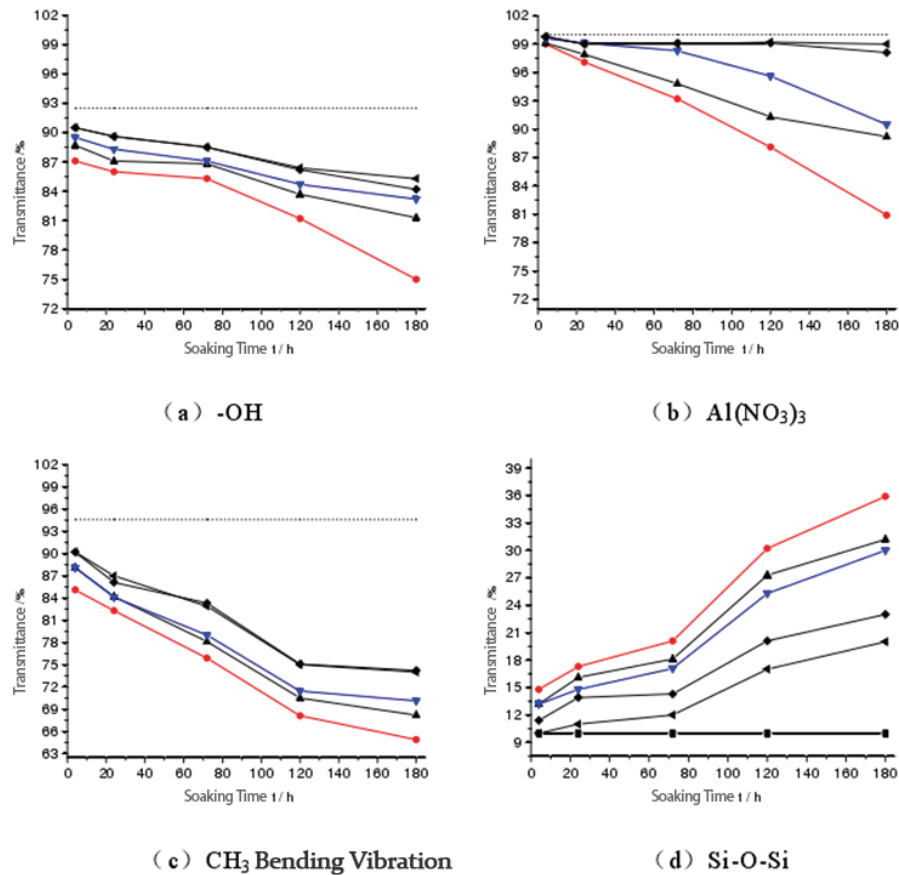 102
99
96
93
90
87
84
81
78
75
72
Transmittance /%
0 20 40 60 80 100 120 140 160 180
Soaking Time t / h
(a) -OH
102
99
96
93
90
87
84
81
78
75
72
Transmittance /%
0 20 40 60 80 100 120 140 160 180
Soaking Time t / h
(b) Al(NO₃)₃
102
99
96
93
90
87
84
81
78
75
72
69
66
63
Transmittance /%
0 20 40 60 80 100 120 140 160 180
Soaking Time t / h
(c) CH₃ Bending Vibration
39
36
33
30
27
24
21
18
15
12
9
Transmittance /%
0 20 40 60 80 100 120 140 160 180
Soaking Time t / h
(d) Si-O-Si